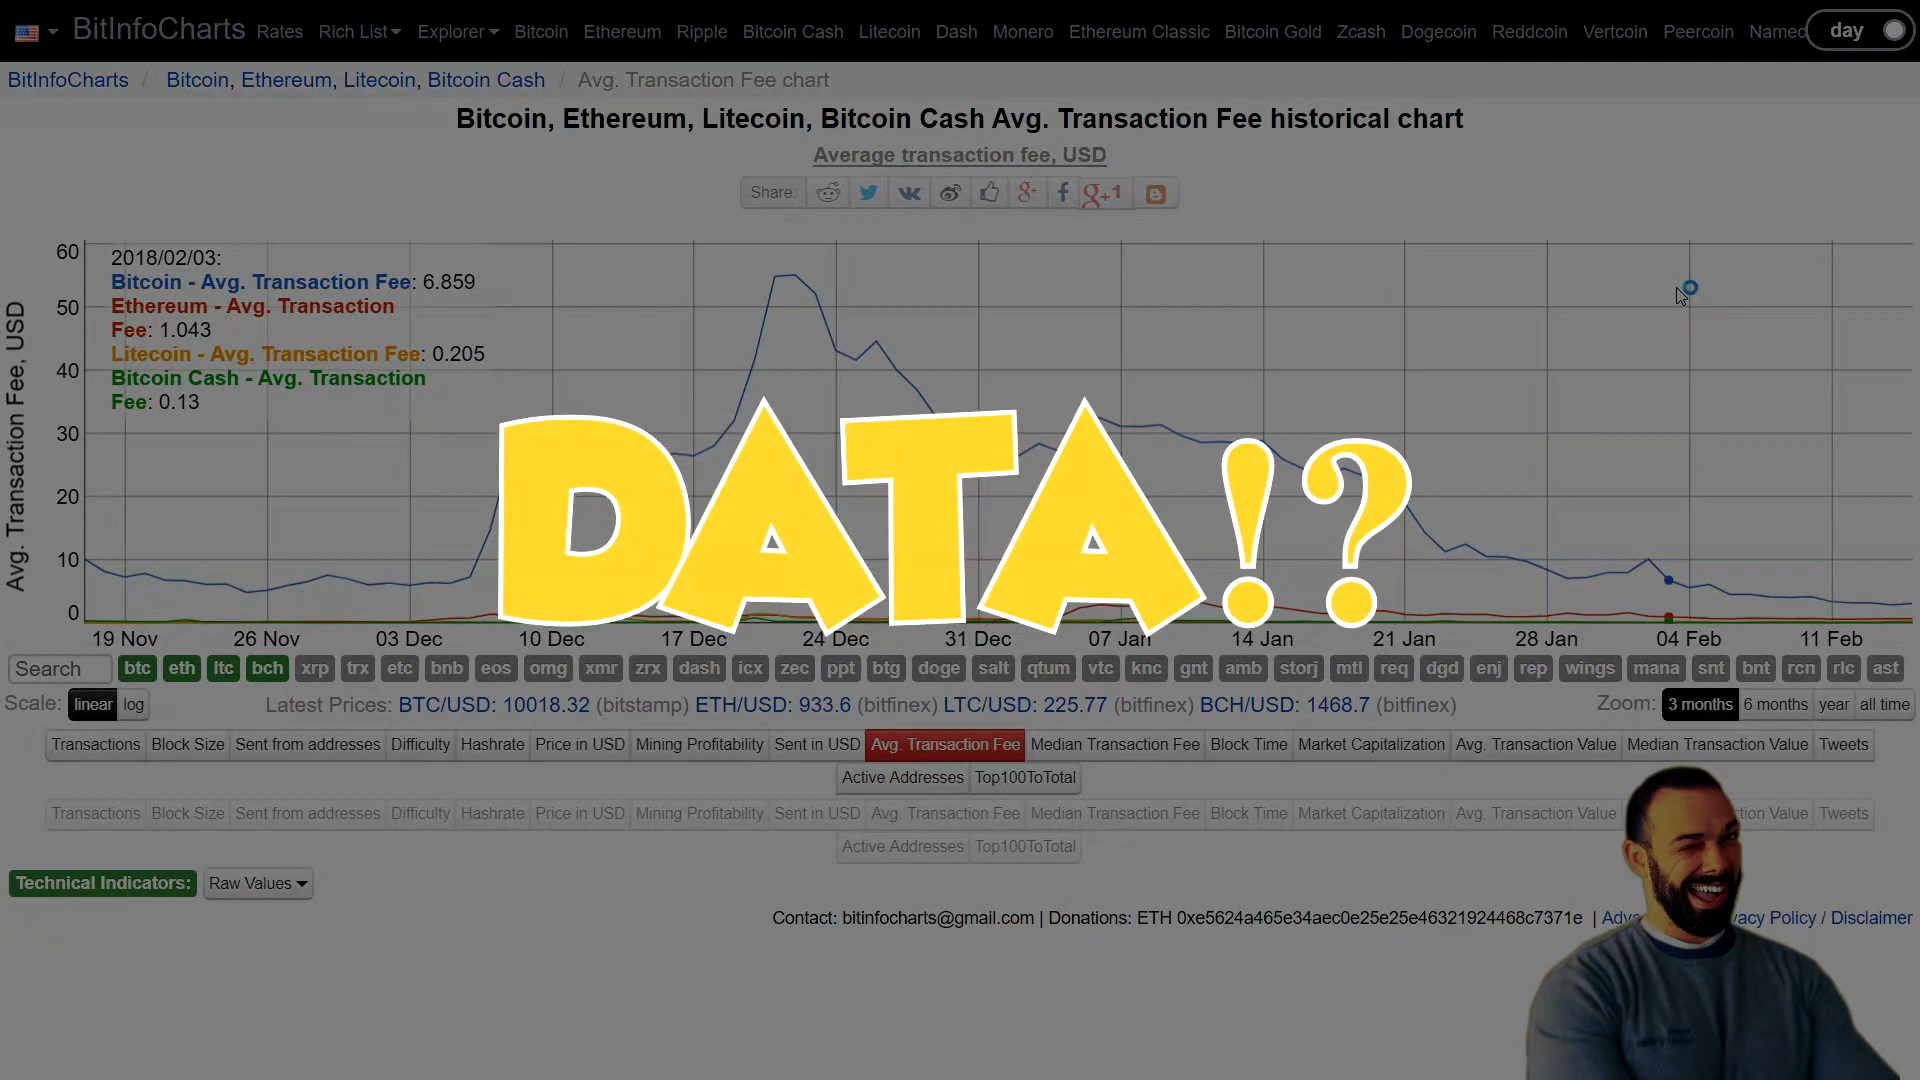 BitInfoCharts Rates Rich List Explorer Bitcoin Ethereum Ripple Bitcoin Cash Litecoin Dash Monero Ethereum Classic Bitcoin Gold Zcash Dogecoin Reddcoin Vertcoin Peercoin Namec day
BitInfoCharts / Bitcoin, Ethereum, Litecoin, Bitcoin Cash / Avg. Transaction Fee chart
Bitcoin, Ethereum, Litecoin, Bitcoin Cash Avg. Transaction Fee historical chart
Average transaction fee, USD
Share: g+ f g+1
Avg. Transaction Fee, USD
60
50
40
30
20
10
0
2018/02/03:
Bitcoin - Avg. Transaction Fee: 6.859
Ethereum - Avg. Transaction
Fee: 1.043
Litecoin - Avg. Transaction Fee: 0.205
Bitcoin Cash - Avg. Transaction
Fee: 0.13
DATA!?
19 Nov 26 Nov 03 Dec 10 Dec 17 Dec 24 Dec 31 Dec 07 Jan 14 Jan 21 Jan 28 Jan 04 Feb 11 Feb
Search btc eth ltc bch xrp trx etc bnb eos omg xmr zrx dash icx zec ppt btg doge salt qtum vtc knc gnt amb storj mtl req dgd enj rep wings mana snt bnt rcn rlc ast
Scale: linear log Latest Prices: BTC/USD: 10018.32 (bitstamp) ETH/USD: 933.6 (bitfinex) LTC/USD: 225.77 (bitfinex) BCH/USD: 1468.7 (bitfinex) Zoom: 3 months 6 months year all time
Transactions Block Size Sent from addresses Difficulty Hashrate Price in USD Mining Profitability Sent in USD Avg. Transaction Fee Median Transaction Fee Block Time Market Capitalization Avg. Transaction Value Median Transaction Value Tweets
Active Addresses Top100ToTotal
Transactions Block Size Sent from addresses Difficulty Hashrate Price in USD Mining Profitability Sent in USD Avg. Transaction Fee Median Transaction Fee Block Time Market Capitalization Avg. Transaction Value ction Value Tweets
Active Addresses Top100ToTotal
Technical Indicators: Raw Values
Contact: bitinfocharts@gmail.com | Donations: ETH 0xe5624a465e34aec0e25e25e46321924468c7371e | Adve vacy Policy / Disclaimer